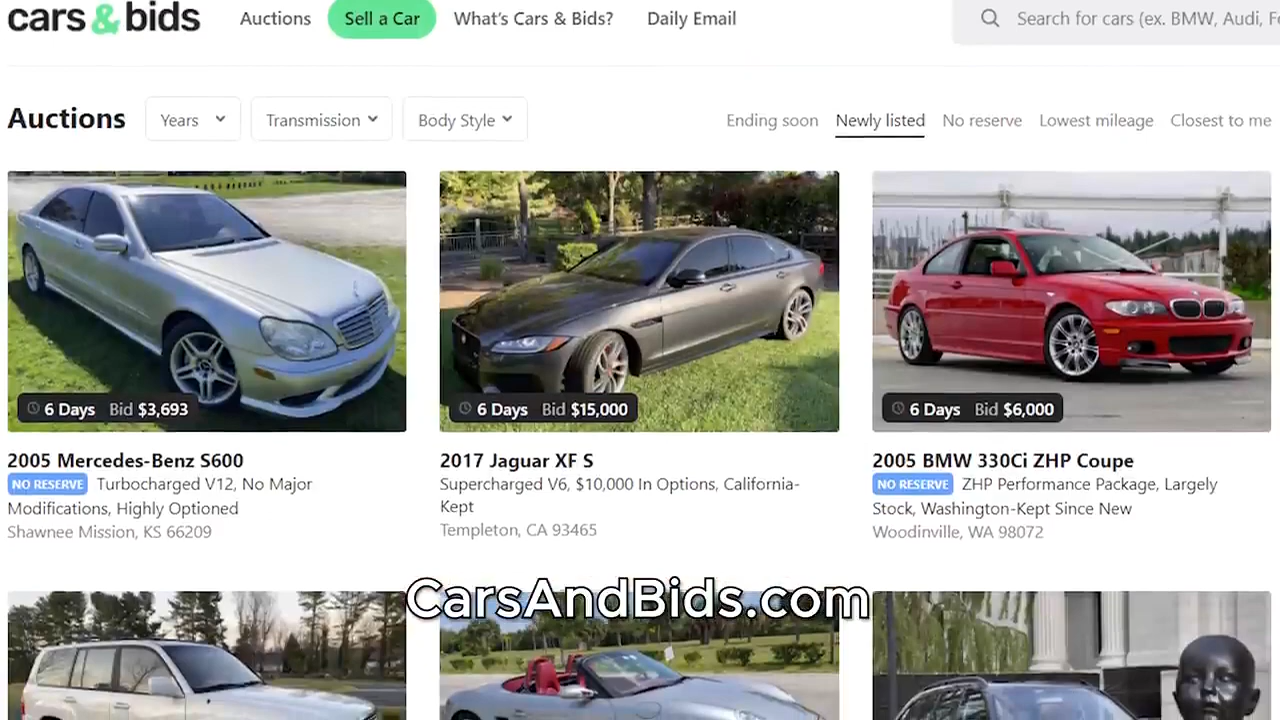 cars & bids
Auctions
Sell a Car
What's Cars & Bids?
Daily Email
Search for cars (ex. BMW, Audi, F
Auctions
Years
Transmission
Body Style
Ending soon
Newly listed
No reserve
Lowest mileage
Closest to me
6 Days Bid $3,693
6 Days Bid $15,000
6 Days Bid $6,000
2005 Mercedes-Benz S600
NO RESERVE Turbocharged V12, No Major
Modifications, Highly Optioned
Shawnee Mission, KS 66209
2017 Jaguar XF S
Supercharged V6, $10,000 In Options, California-
Kept
Templeton, CA 93465
2005 BMW 330Ci ZHP Coupe
NO RESERVE ZHP Performance Package, Largely
Stock, Washington-Kept Since New
Woodinville, WA 98072
CarsAndBids.com